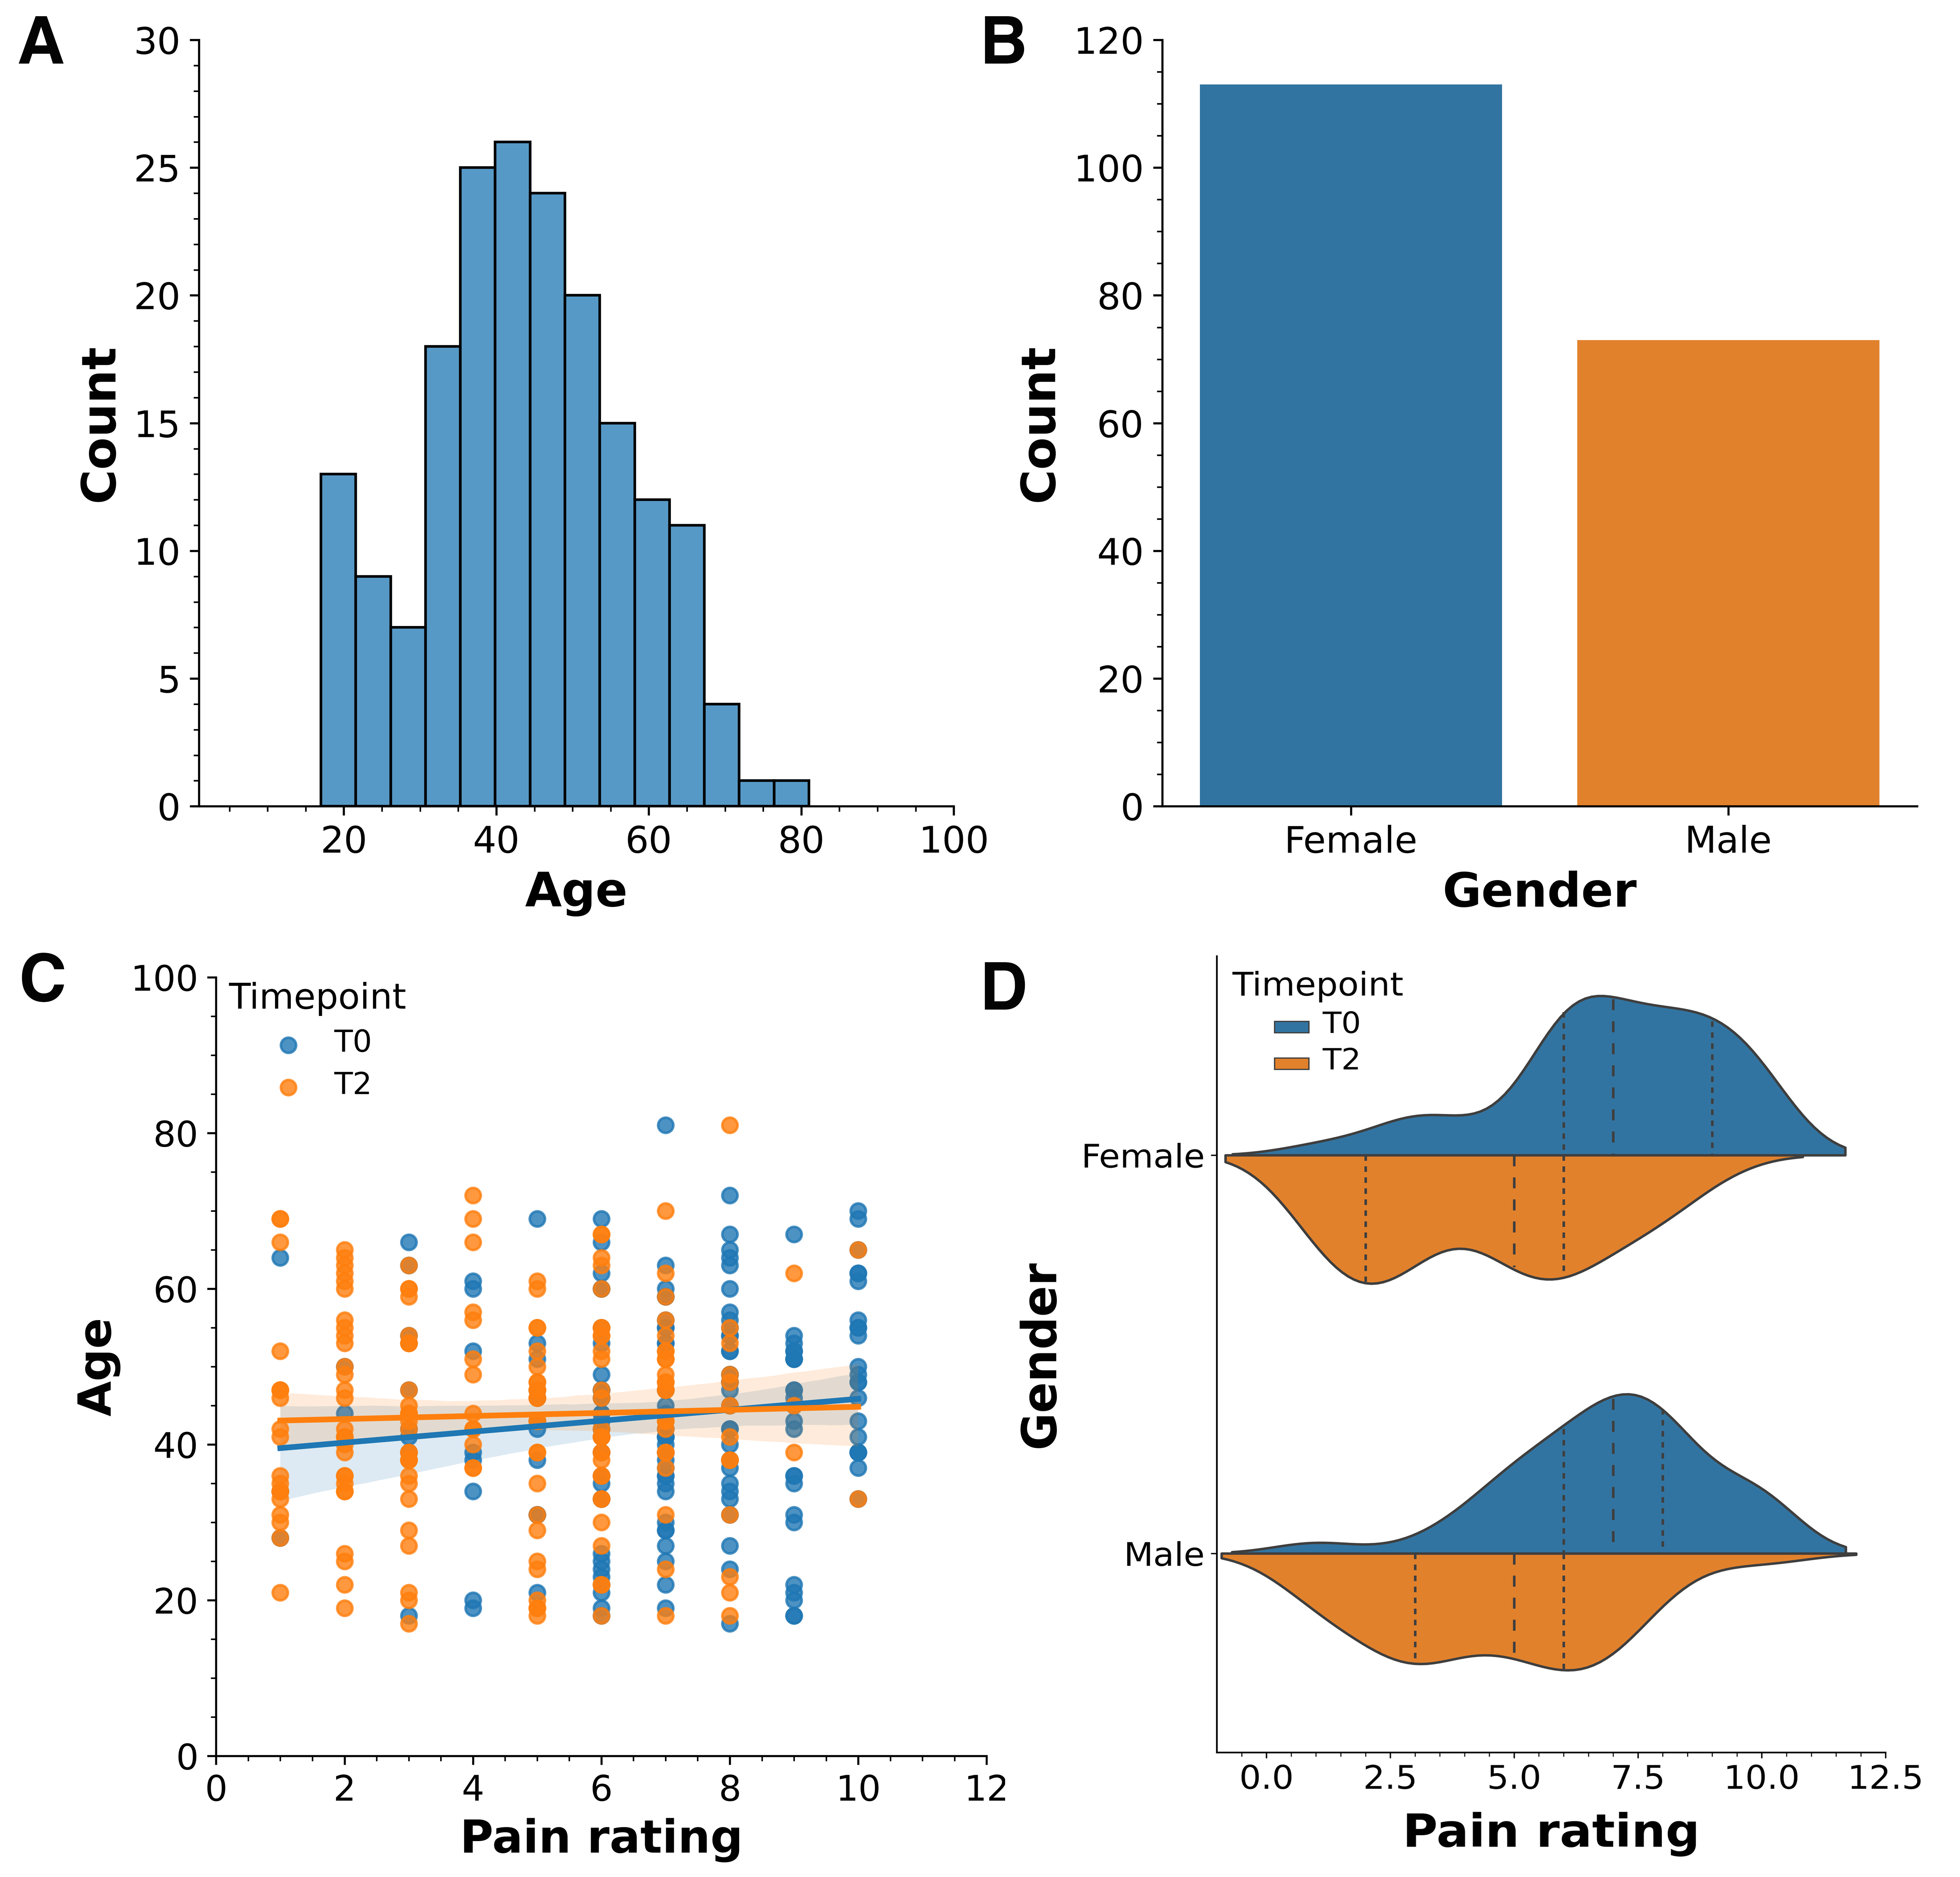 A
30
25
20
15
10
5
0
Count
20 40 60 80 100
Age
B
120
100
80
60
40
20
0
Count
Female Male
Gender
C
100
80
60
40
20
0
Age
Timepoint
T0
T2
0 2 4 6 8 10 12
Pain rating
D
Timepoint
T0
T2
Female
Male
Gender
0.0 2.5 5.0 7.5 10.0 12.5
Pain rating